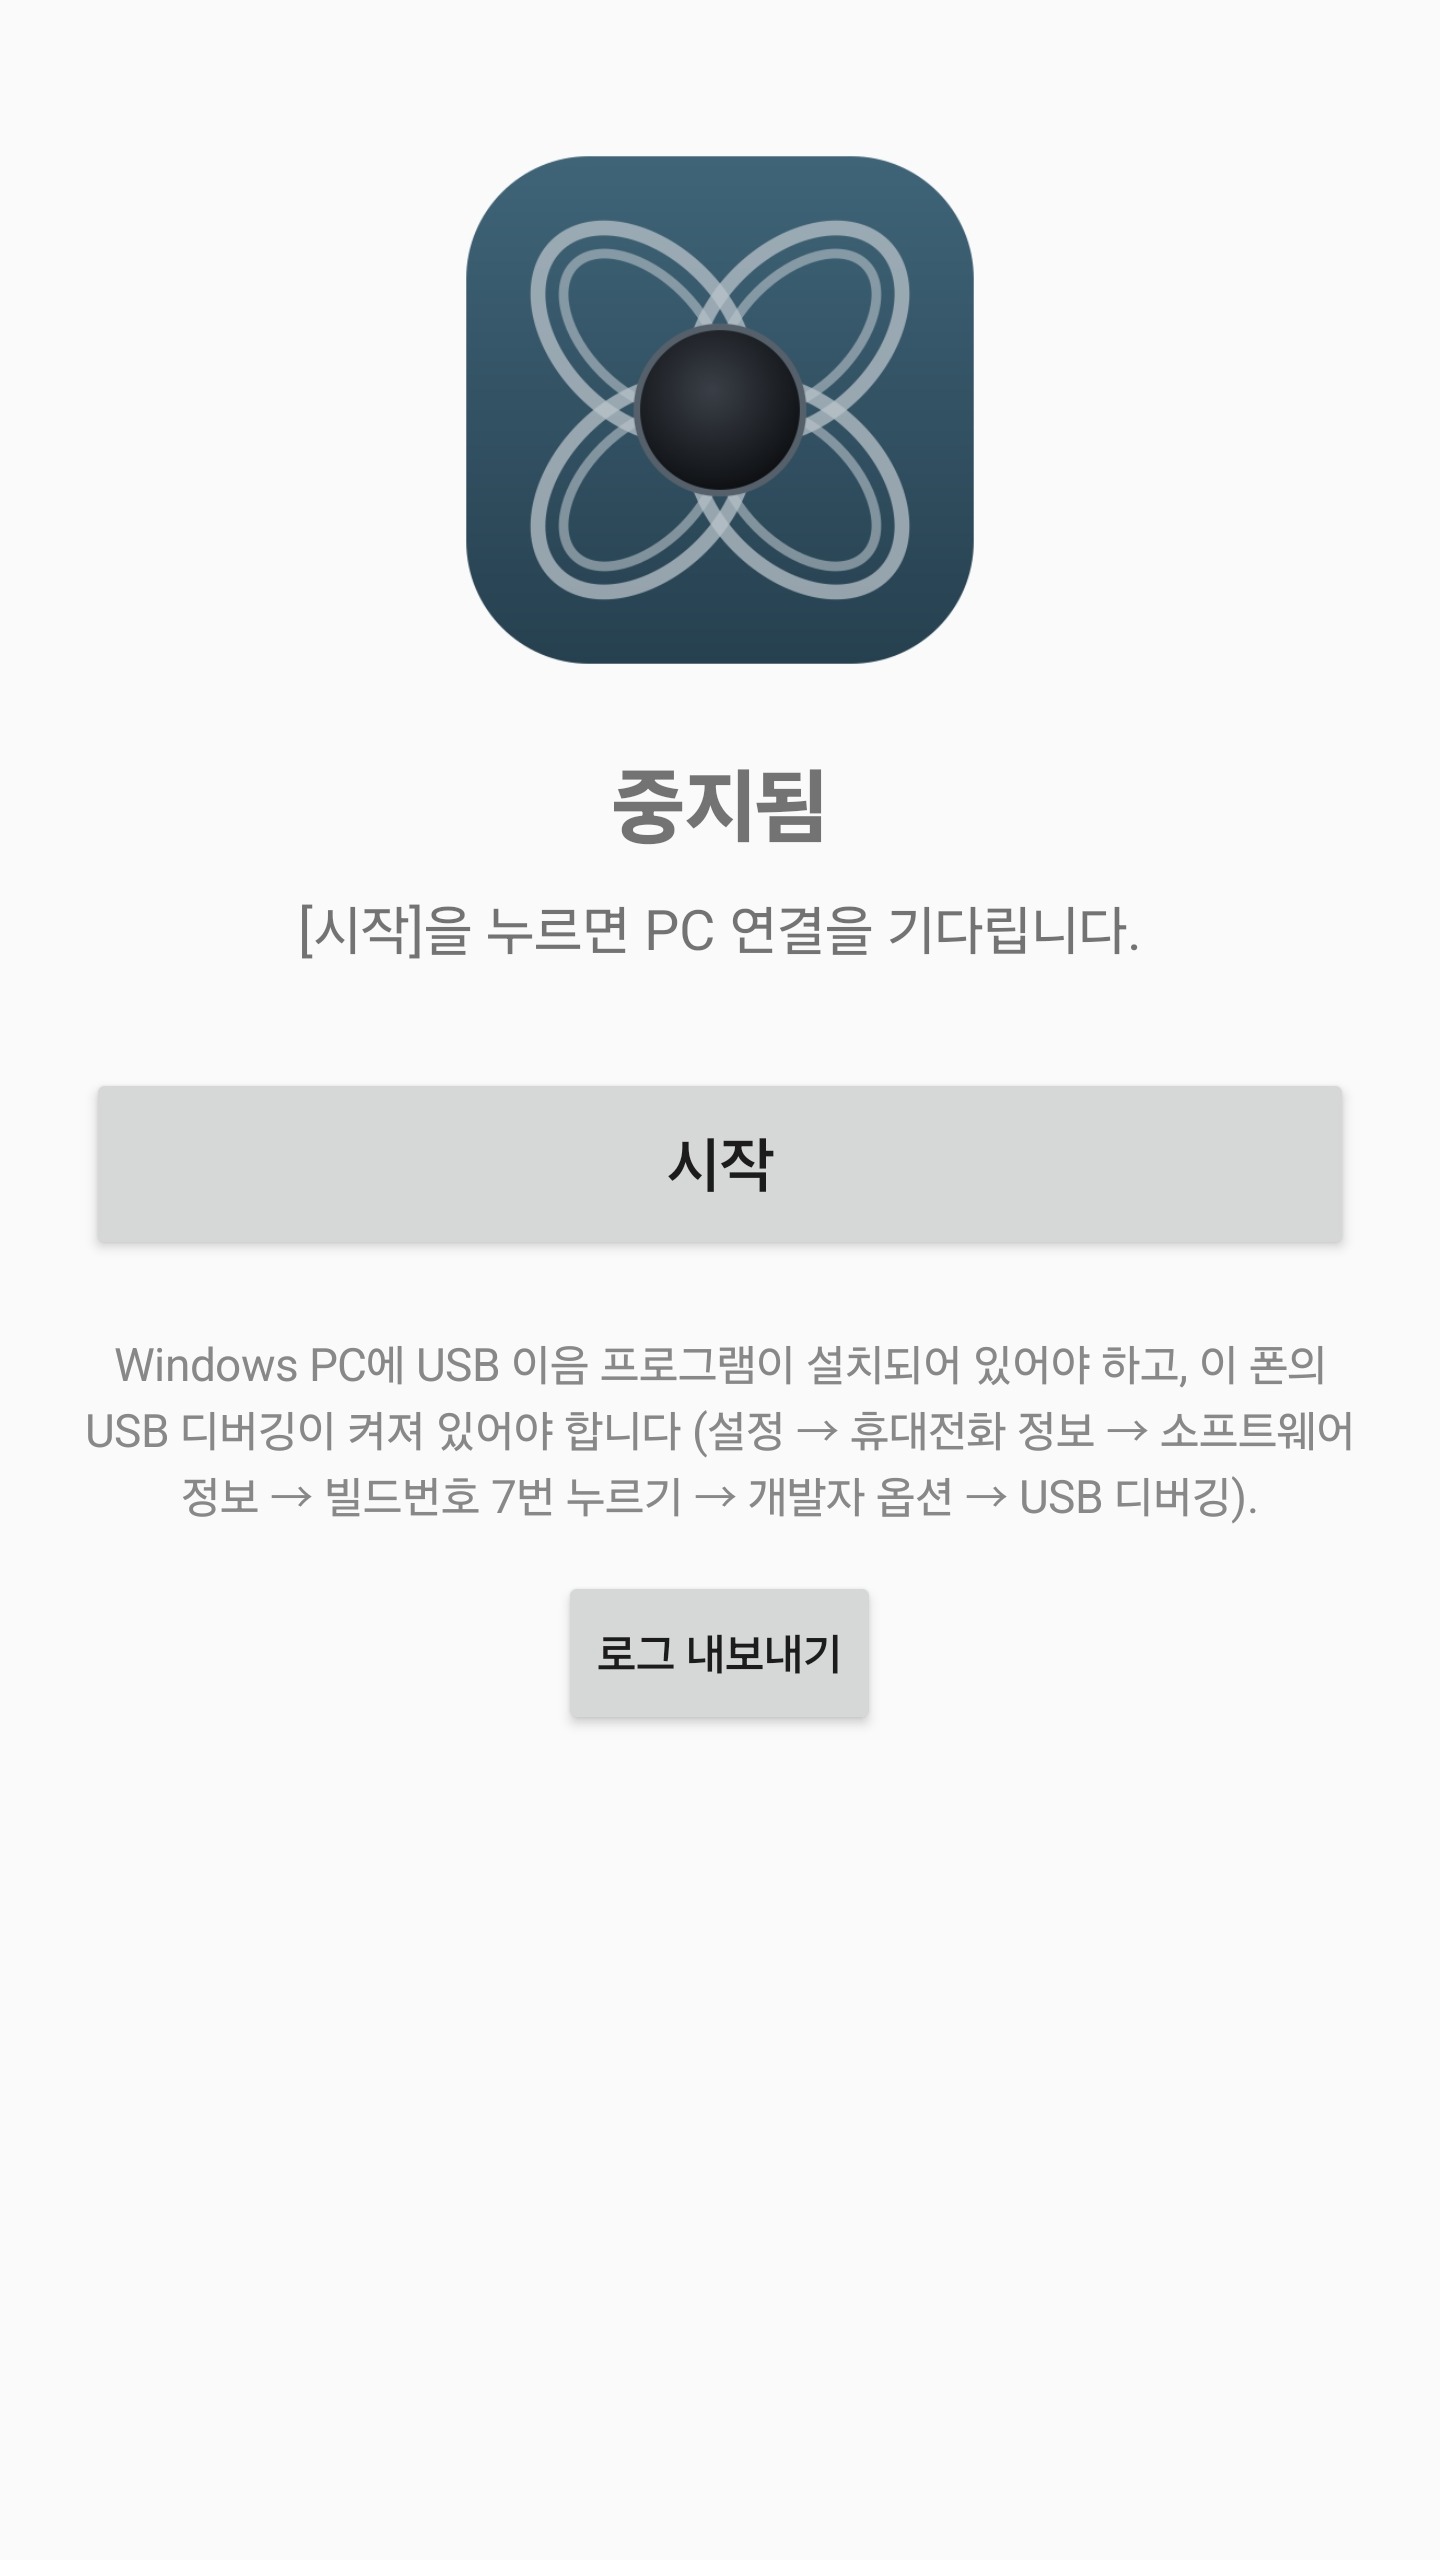 중지됨
[시작]을 누르면 PC 연결을 기다립니다.
시작
Windows PC에 USB 이음 프로그램이 설치되어 있어야 하고, 이 폰의
USB 디버깅이 켜져 있어야 합니다 (설정 → 휴대전화 정보 → 소프트웨어
정보 → 빌드번호 7번 누르기 → 개발자 옵션 → USB 디버깅).
로그 내보내기